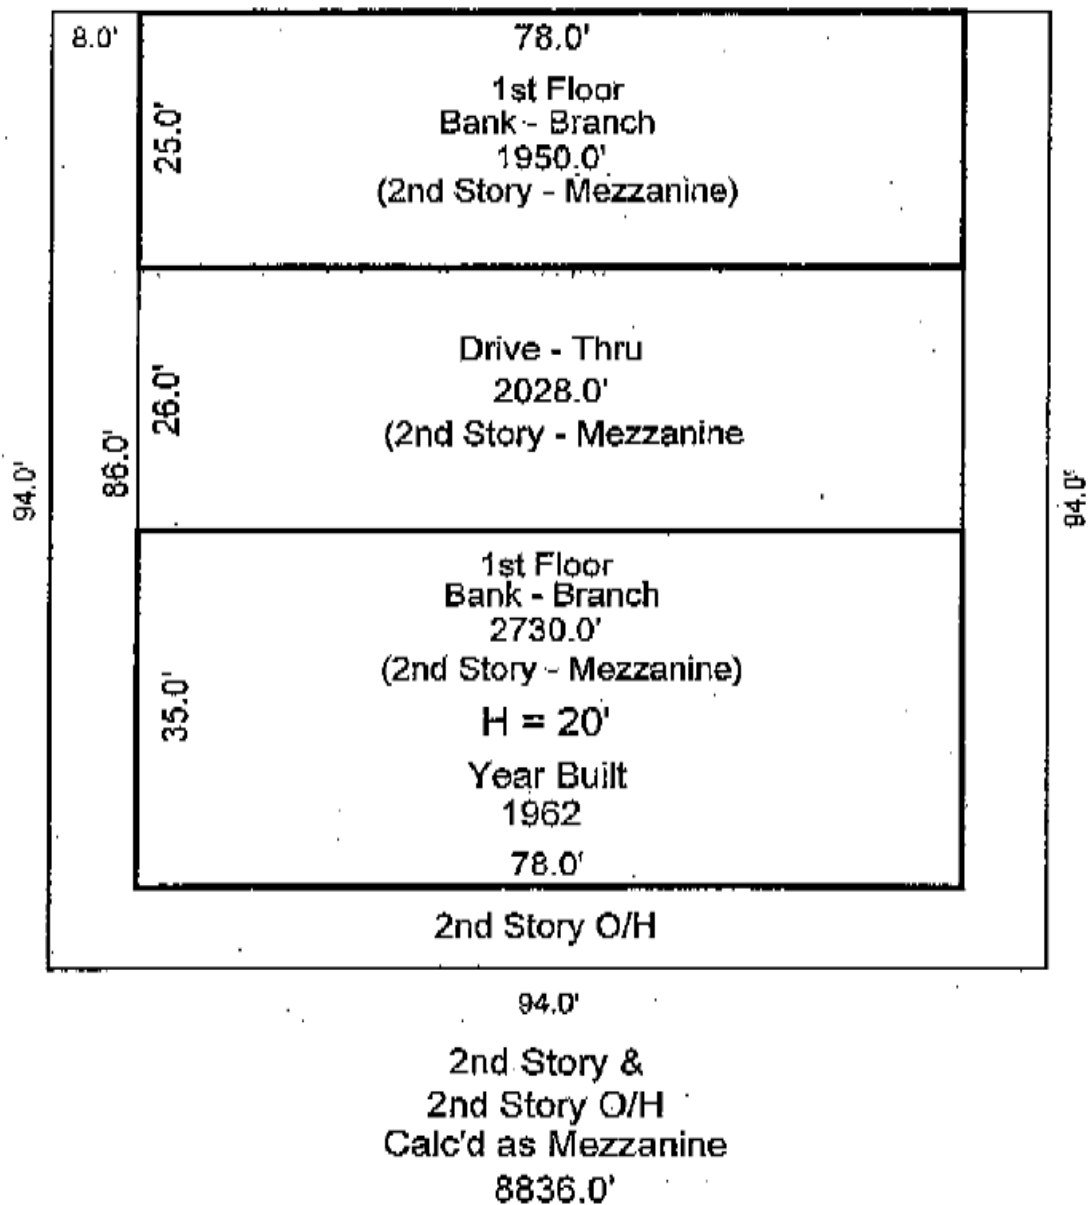 8.0'
78.0'
25.0'
1st Floor
Bank - Branch
1950.0'
(2nd Story - Mezzanine)
26.0'
Drive - Thru
2028.0'
(2nd Story - Mezzanine
94.0'
86.0'
94.0'
1st Floor
Bank - Branch
2730.0'
(2nd Story - Mezzanine)
35.0'
H = 20'
Year Built
1962
78.0'
2nd Story O/H
94.0'
2nd Story &
2nd Story O/H
Calc'd as Mezzanine
8836.0'